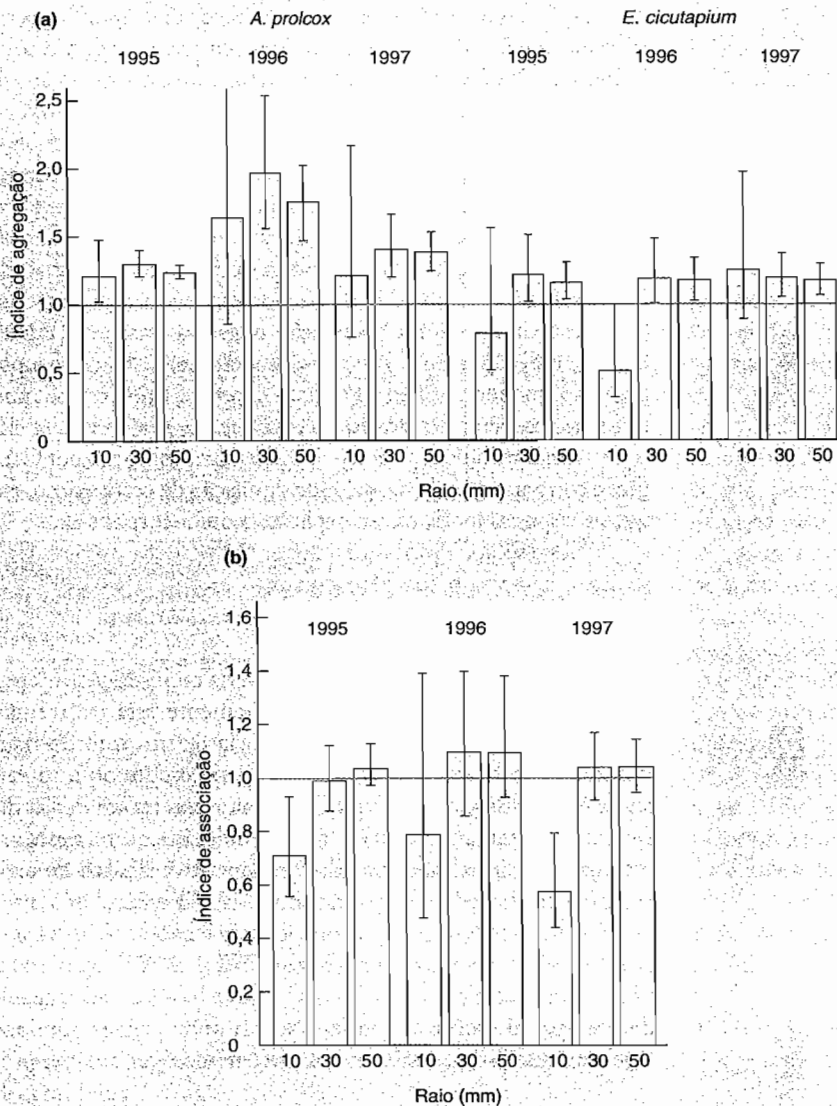 (a) A. prolcox E. cicutapium
1995 1996 1997 1995 1996 1997
Índice de agregação
2,5
2,0
1,5
1,0
0,5
0
10 30 50 10 30 50 10 30 50 10 30 50 10 30 50 10 30 50
Raio (mm)
(b)
1995 1996 1997
Índice de associação
1,6
1,4
1,2
1,0
0,8
0,6
0,4
0,2
0
10 30 50 10 30 50 10 30 50
Raio (mm)